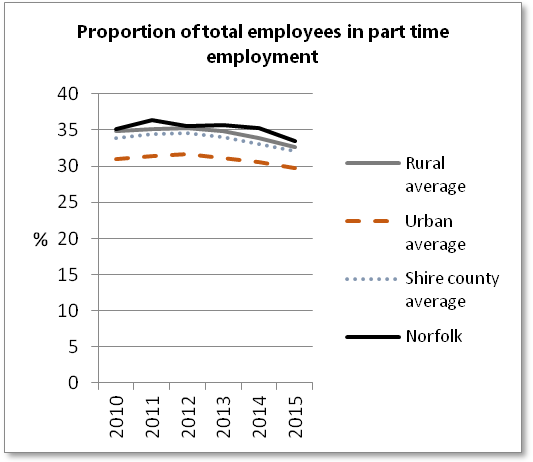 Proportion of total employees in part time
employment
40
35
30
25
20
15
10
5
0
%
2010
2011
2012
2013
2014
2015
Rural
average
Urban
average
Shire county
average
Norfolk